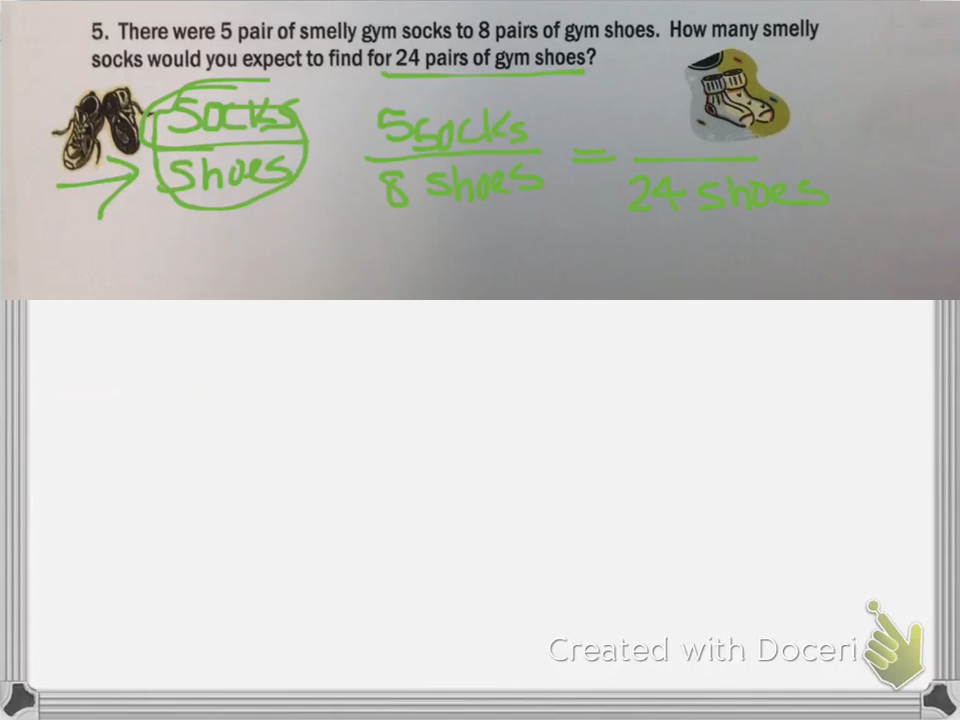 5. There were 5 pair of smelly gym socks to 8 pairs of gym shoes. How many smelly
socks would you expect to find for 24 pairs of gym shoes?
Socks
shoes
5 socks
8 shoes
=
24 shoes
Created with Doceri